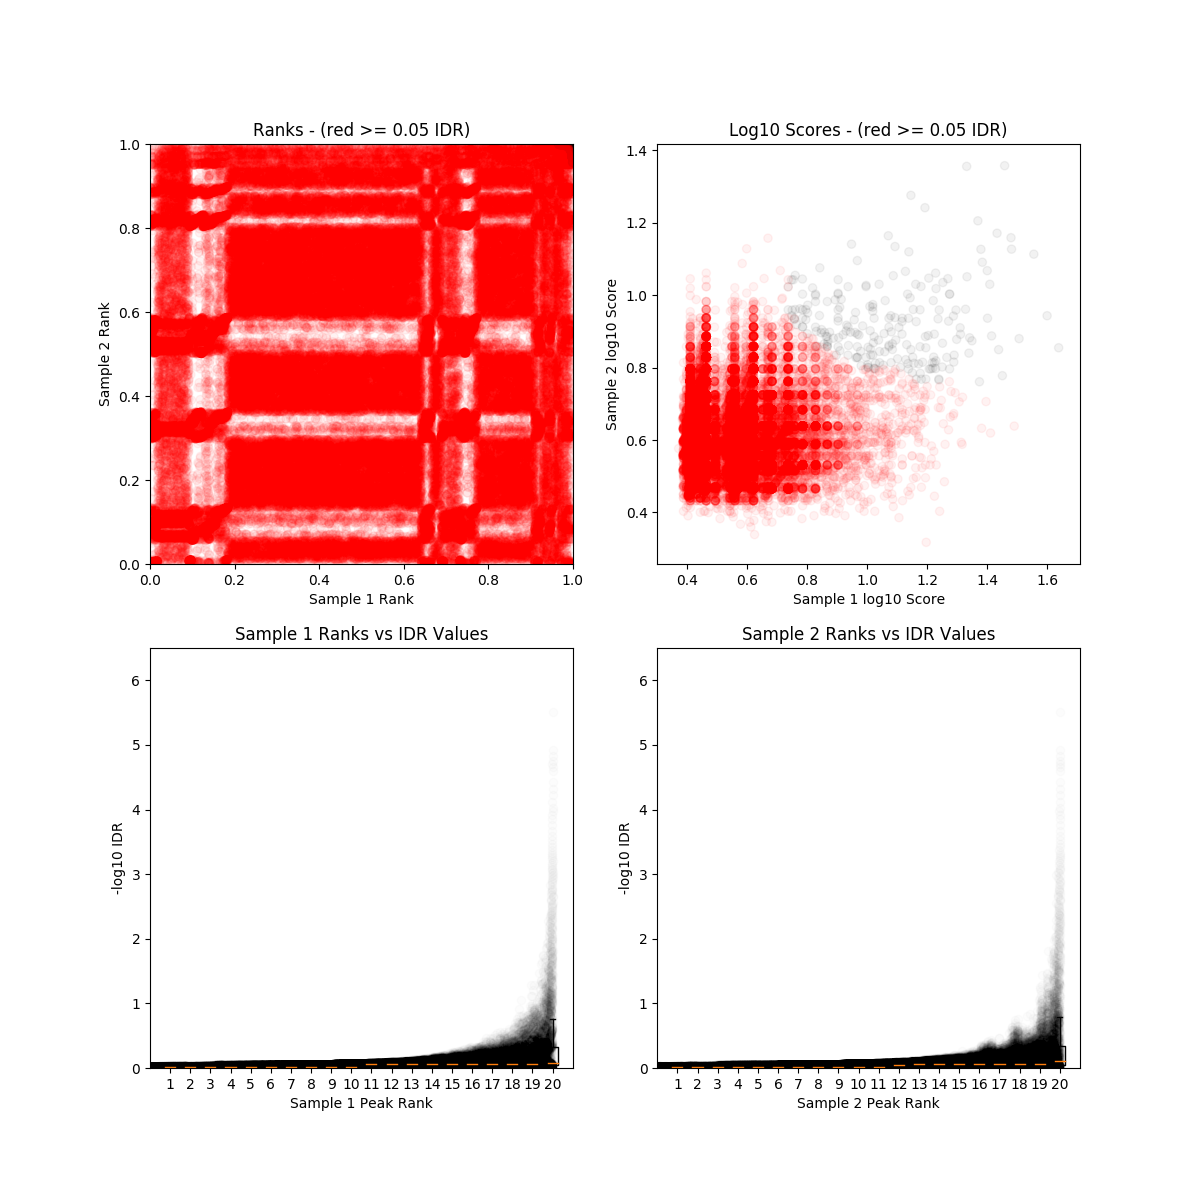 Ranks - (red >= 0.05 IDR)
1.0
0.8
0.6
0.4
0.2
0.0
Sample 2 Rank
0.0 0.2 0.4 0.6 0.8 1.0
Sample 1 Rank
Log10 Scores - (red >= 0.05 IDR)
1.4
1.2
1.0
0.8
0.6
0.4
Sample 2 log10 Score
0.4 0.6 0.8 1.0 1.2 1.4 1.6
Sample 1 log10 Score
Sample 1 Ranks vs IDR Values
6
5
4
3
2
1
0
-log10 IDR
1 2 3 4 5 6 7 8 9 10 11 12 13 14 15 16 17 18 19 20
Sample 1 Peak Rank
Sample 2 Ranks vs IDR Values
6
5
4
3
2
1
0
-log10 IDR
1 2 3 4 5 6 7 8 9 10 11 12 13 14 15 16 17 18 19 20
Sample 2 Peak Rank